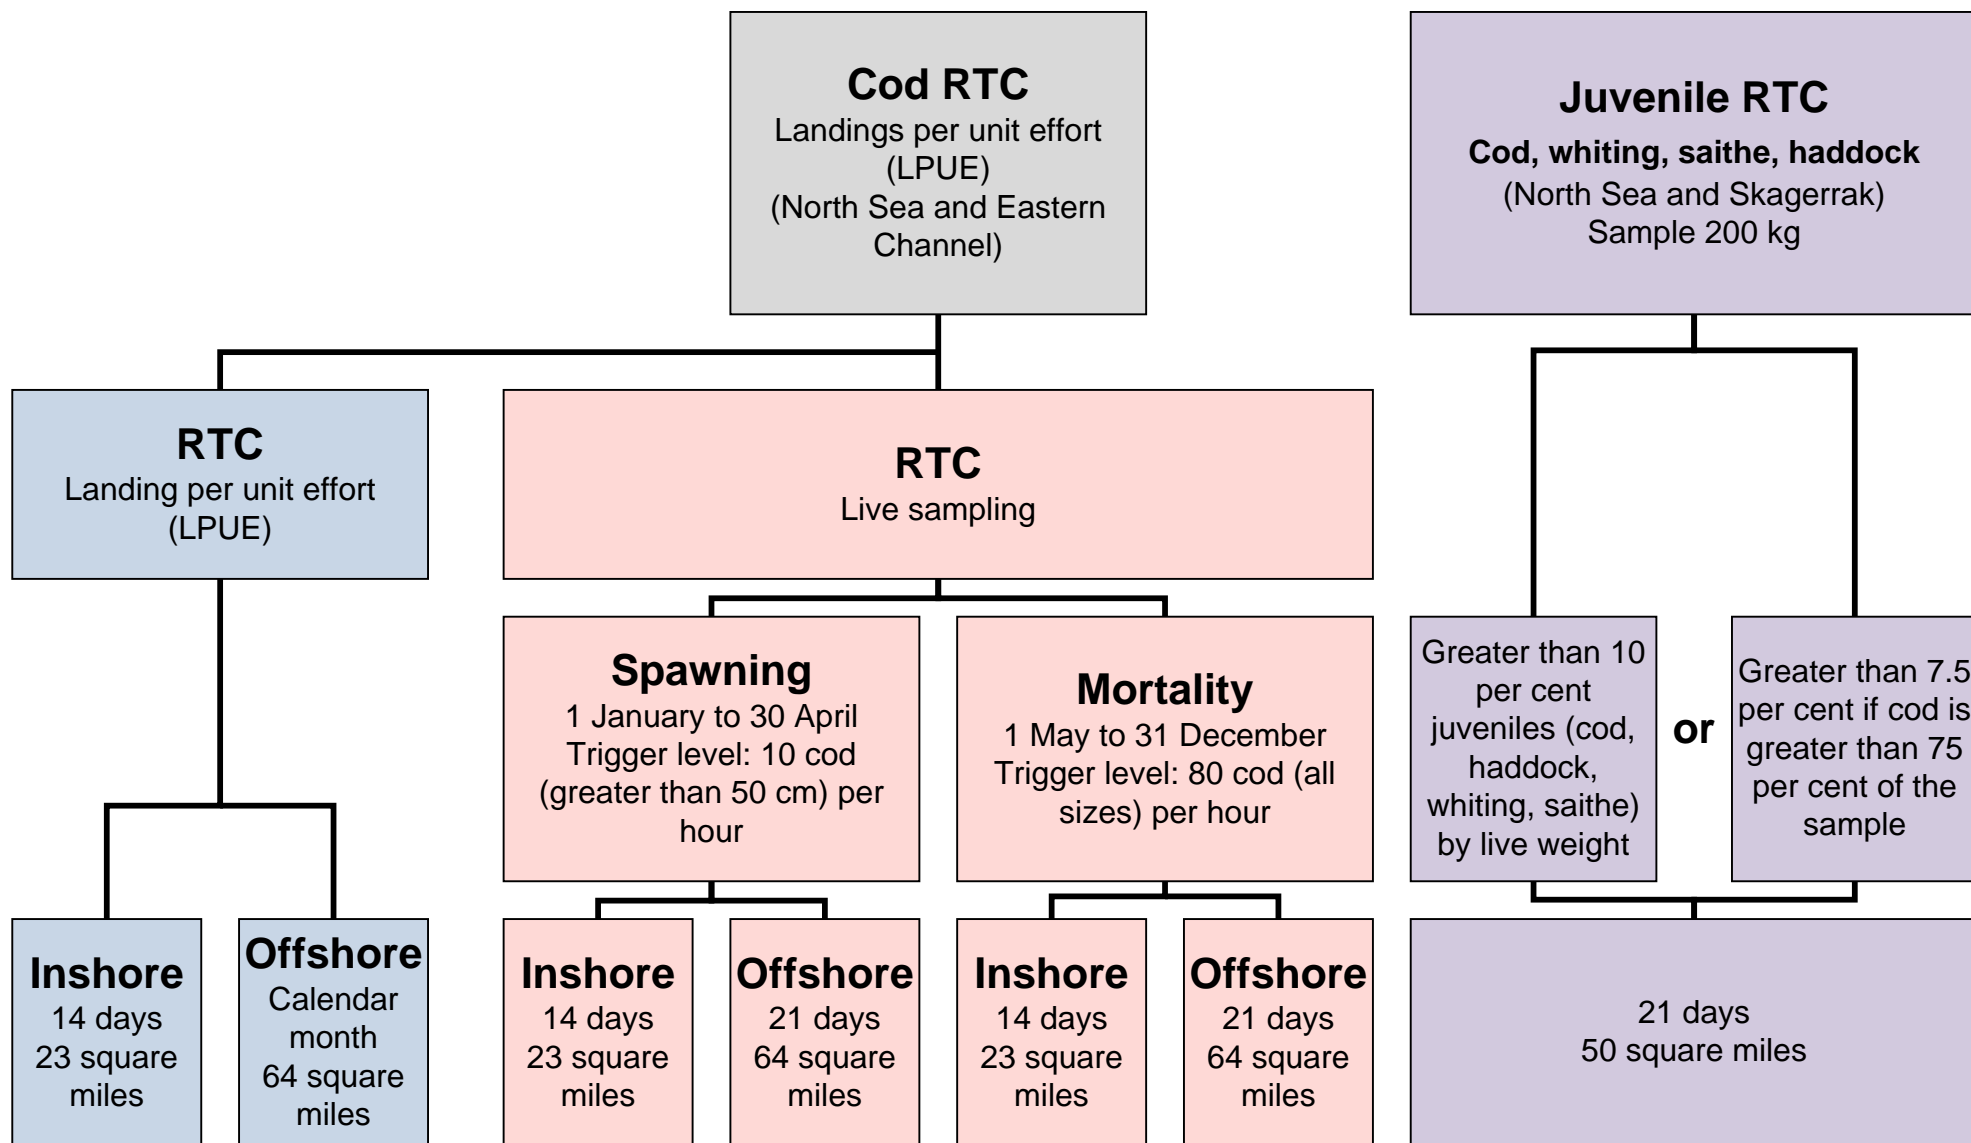 Cod RTC
Landings per unit effort
(LPUE)
(North Sea and Eastern
Channel)
Juvenile RTC
Cod, whiting, saithe, haddock
(North Sea and Skagerrak)
Sample 200 kg
RTC
Landing per unit effort
(LPUE)
RTC
Live sampling
Spawning
1 January to 30 April
Trigger level: 10 cod
(greater than 50 cm) per
hour
Mortality
1 May to 31 December
Trigger level: 80 cod (all
sizes) per hour
Greater than 10
per cent
juveniles (cod,
haddock,
whiting, saithe)
by live weight
or
Greater than 7.5
per cent if cod is
greater than 75
per cent of the
sample
Inshore
14 days
23 square
miles
Offshore
Calendar
month
64 square
miles
Inshore
14 days
23 square
miles
Offshore
21 days
64 square
miles
Inshore
14 days
23 square
miles
Offshore
21 days
64 square
miles
21 days
50 square miles